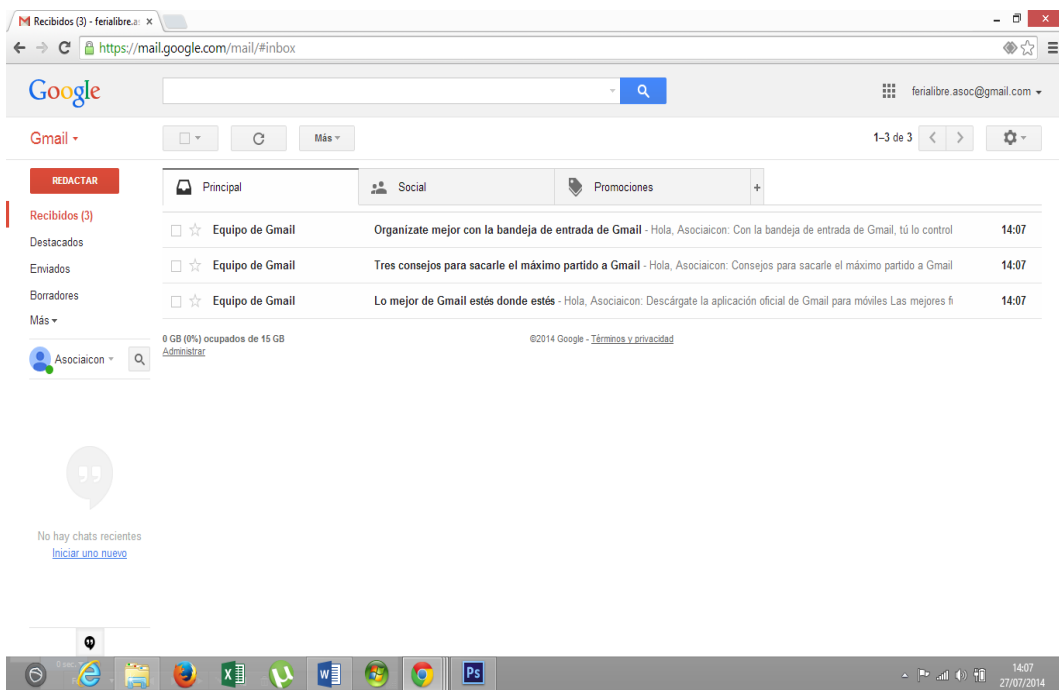 Recibidos (3) - ferialibre.a
https://mail.google.com/mail/#inbox
Google
ferialibre.asoc@gmail.com
Gmail
Más
1–3 de 3
REDACTAR
Principal
Social
Promociones
Recibidos (3)
Destacados
Enviados
Borradores
Más
Equipo de Gmail Organízate mejor con la bandeja de entrada de Gmail - Hola, Asociaicon: Con la bandeja de entrada de Gmail, tú lo control 14:07
Equipo de Gmail Tres consejos para sacarle el máximo partido a Gmail - Hola, Asociaicon: Consejos para sacarle el máximo partido a Gmail 14:07
Equipo de Gmail Lo mejor de Gmail estés donde estés - Hola, Asociaicon: Descárgate la aplicación oficial de Gmail para móviles Las mejores f 14:07
0 GB (0%) ocupados de 15 GB
Administrar
©2014 Google - Términos y privacidad
Asociaicon
No hay chats recientes
Iniciar uno nuevo
Ps
14:07
27/07/2014